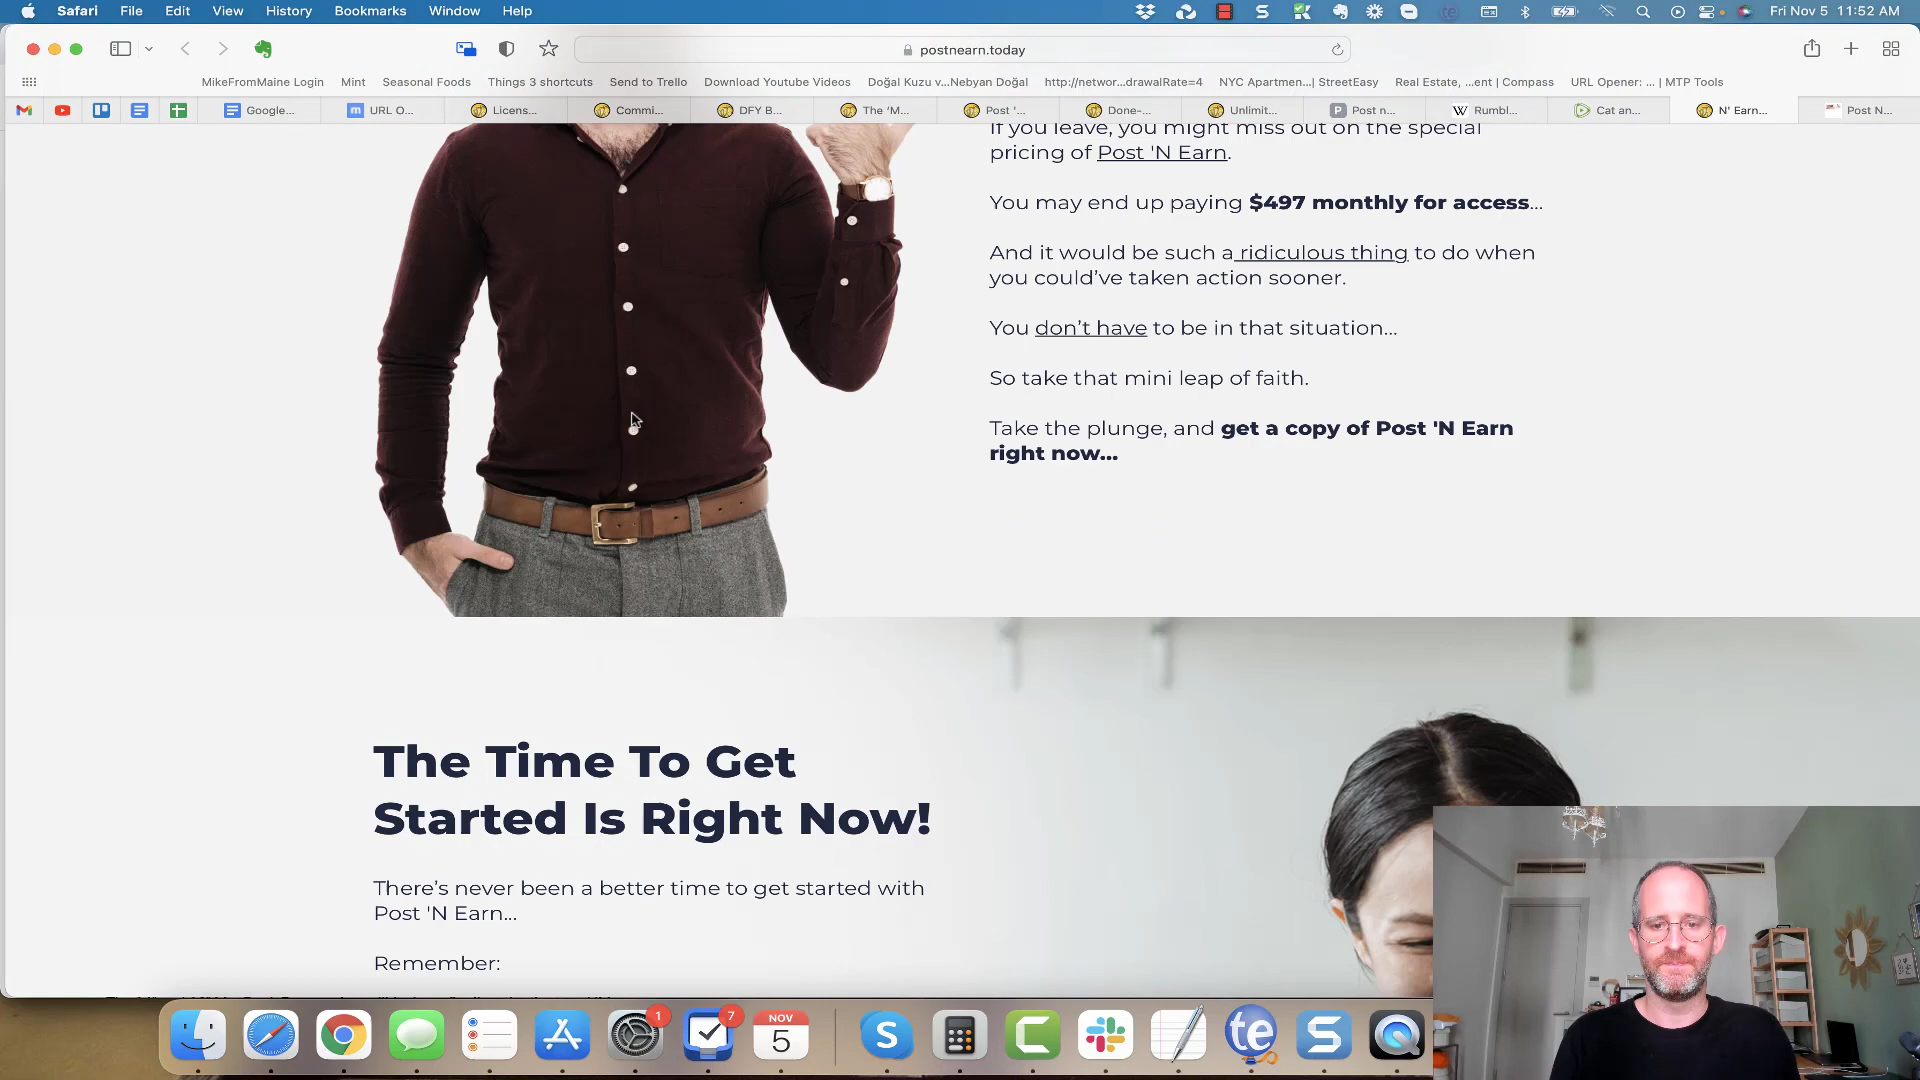 Safari File Edit View History Bookmarks Window Help Fri Nov 5 11:52 AM
postnearn.today
MikeFromMaine Login Mint Seasonal Foods Things 3 shortcuts Send to Trello Download Youtube Videos Doğal Kuzu v...Nebyan Doğal http://networ...drawalRate=4 NYC Apartmen...| StreetEasy Real Estate, ...ent | Compass URL Opener: ... | MTP Tools
Google... URL O... Licens... Commi... DFY B... The 'M... Post '... Done-... Unlimit... Post n... Rumbl... Cat an... N' Earn... Post N...
If you leave, you might miss out on the special
pricing of Post 'N Earn.
You may end up paying $497 monthly for access...
And it would be such a ridiculous thing to do when
you could've taken action sooner.
You don't have to be in that situation...
So take that mini leap of faith.
Take the plunge, and get a copy of Post 'N Earn
right now...
The Time To Get
Started Is Right Now!
There's never been a better time to get started with
Post 'N Earn...
Remember:
1
7
NOV
5
te